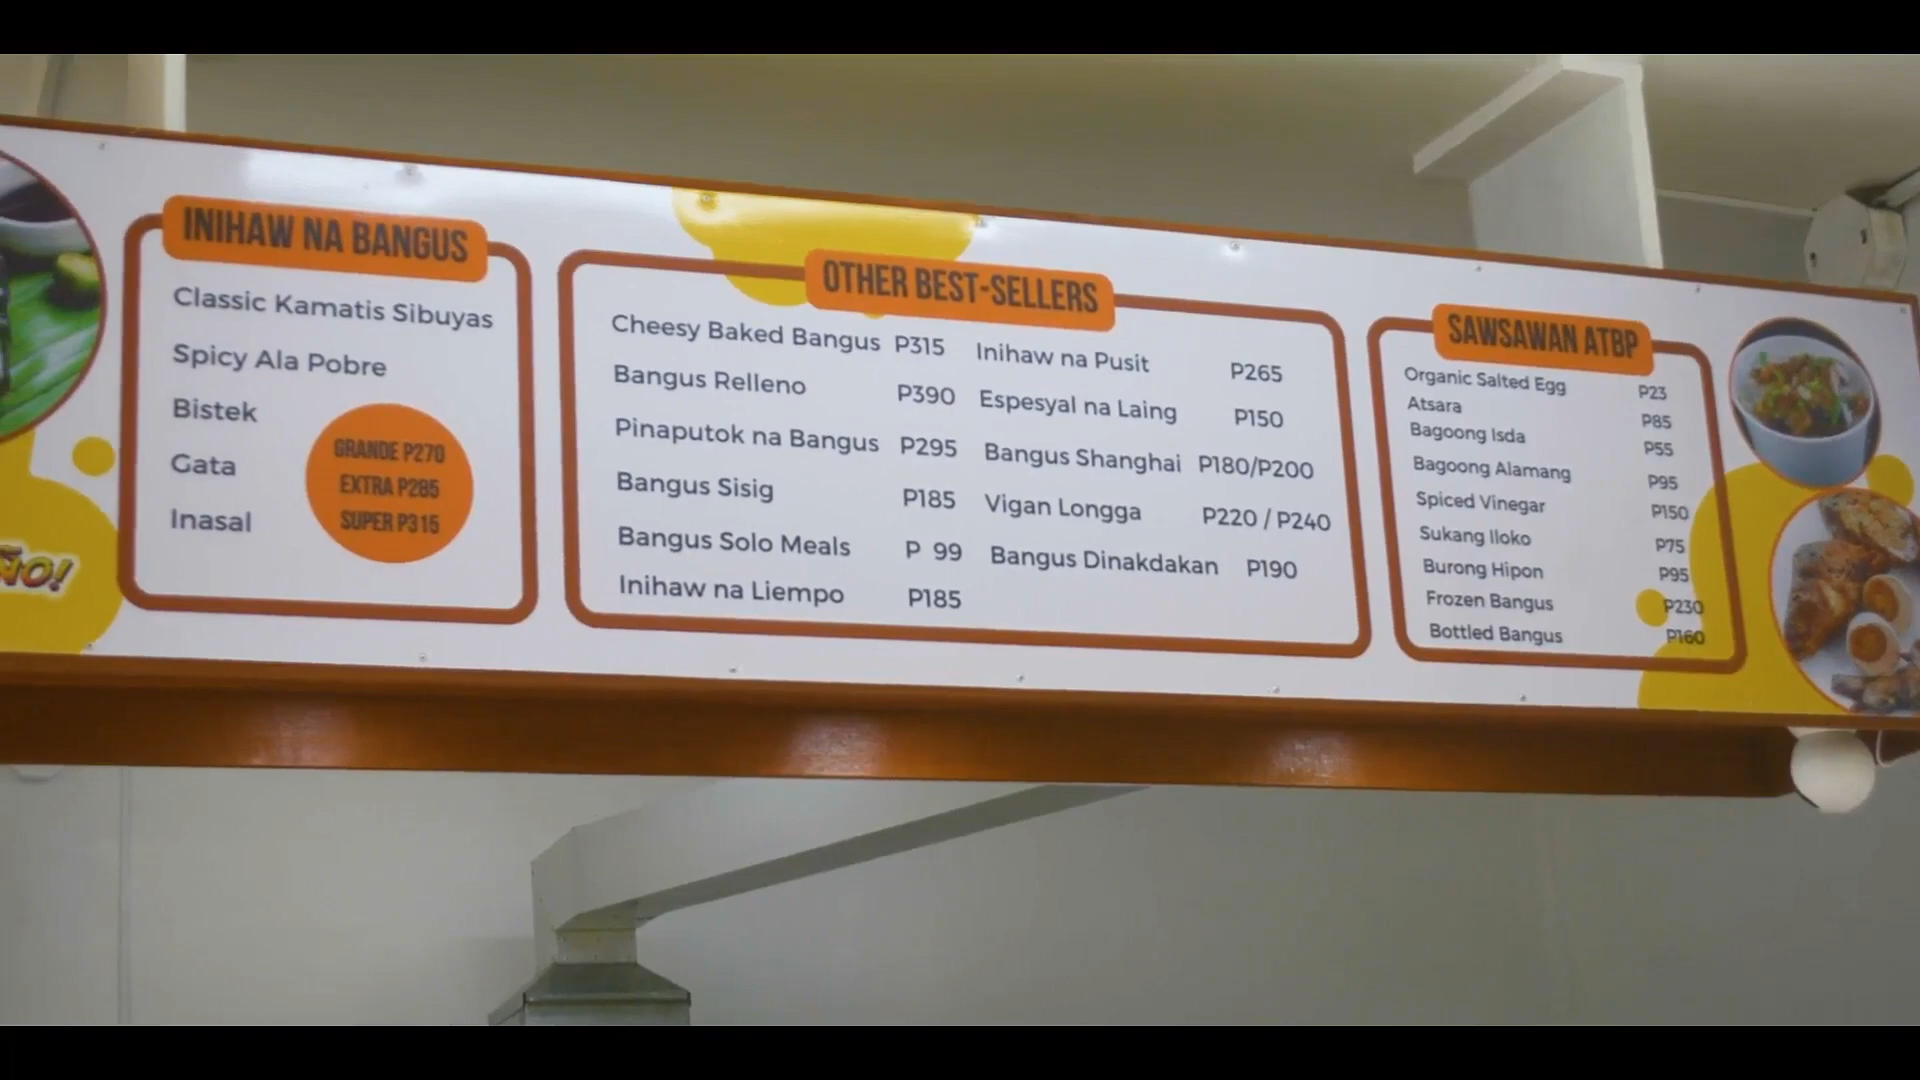 ÑO!
INIHAW NA BANGUS
Classic Kamatis Sibuyas
Spicy Ala Pobre
Bistek
Gata
Inasal
GRANDE P270
EXTRA P285
SUPER P315
OTHER BEST-SELLERS
Cheesy Baked Bangus P315
Bangus Relleno P390
Pinaputok na Bangus P295
Bangus Sisig P185
Bangus Solo Meals P 99
Inihaw na Liempo P185
Inihaw na Pusit P265
Espesyal na Laing P150
Bangus Shanghai P180/P200
Vigan Longga P220 / P240
Bangus Dinakdakan P190
SAWSAWAN ATBP
Organic Salted Egg P23
Atsara P85
Bagoong Isda P55
Bagoong Alamang P95
Spiced Vinegar P150
Sukang Iloko P75
Burong Hipon P95
Frozen Bangus P230
Bottled Bangus P160